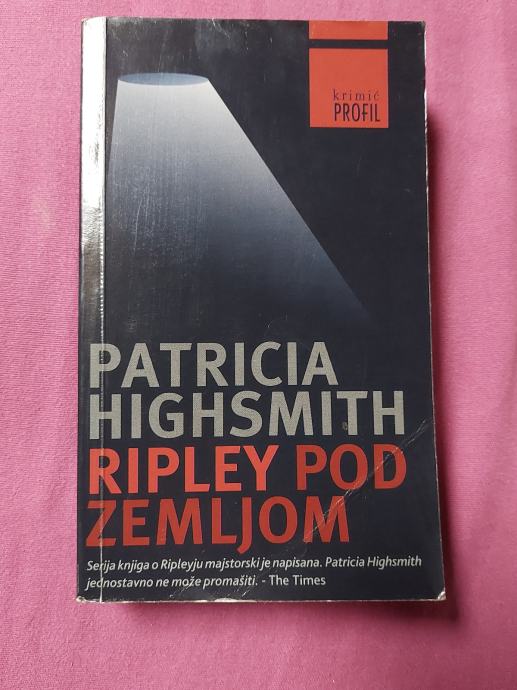 krimić
PROFIL
PATRICIA
HIGHSMITH
RIPLEY POD
ZEMLJOM
Serija knjiga o Ripleyju majstorski je napisana. Patricia Highsmith
jednostavno ne može promašiti. - The Times